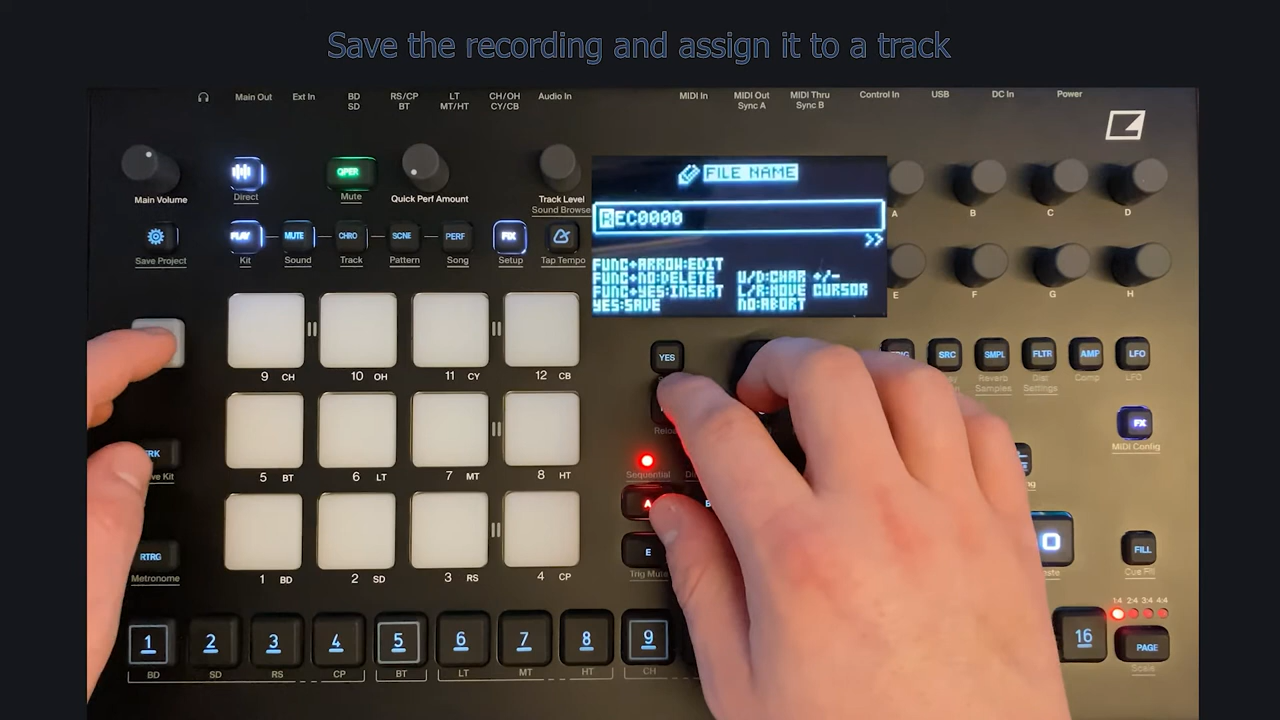 Save the recording and assign it to a track
Main Out
Ext In
BD
SD
RS/CP
BT
LT
MT/HT
CH/OH
CY/CB
Audio In
MIDI In
MIDI Out
Sync A
MIDI Thru
Sync B
Control In
USB
DC In
Power
Main Volume
Direct
OPER
Mute
Quick Perf Amount
Track Level
Sound Browse
FILE NAME
REC0000
>>
FUNC+ARROW:EDIT
FUNC+NO:DELETE
FUNC+YES:INSERT
YES:SAVE
U/D:CHAR +/-
L/R:MOVE CURSOR
NO:ABORT
A
B
C
D
E
F
G
H
Save Project
PLAY
Kit
MUTE
Sound
CHRO
Track
SCNE
Pattern
PERF
Song
FIX
Setup
Tap Tempo
9 CH
10 OH
11 CY
12 CB
5 BT
6 LT
7 MT
8 HT
1 BD
2 SD
3 RS
4 CP
YES
SRC
SMPL
Reverb
Samples
FLTR
Dist
Settings
AMP
Comp
LFO
LFO
FX
MIDI Config
Sequential
A
E
Trig Mute
RTRG
Metronome
FILL
Cue Fill
1:4 2:4 3:4 4:4
PAGE
Scale
1
2
3
4
5
6
7
8
9
16
BD
SD
RS
CP
BT
LT
MT
HT
CH